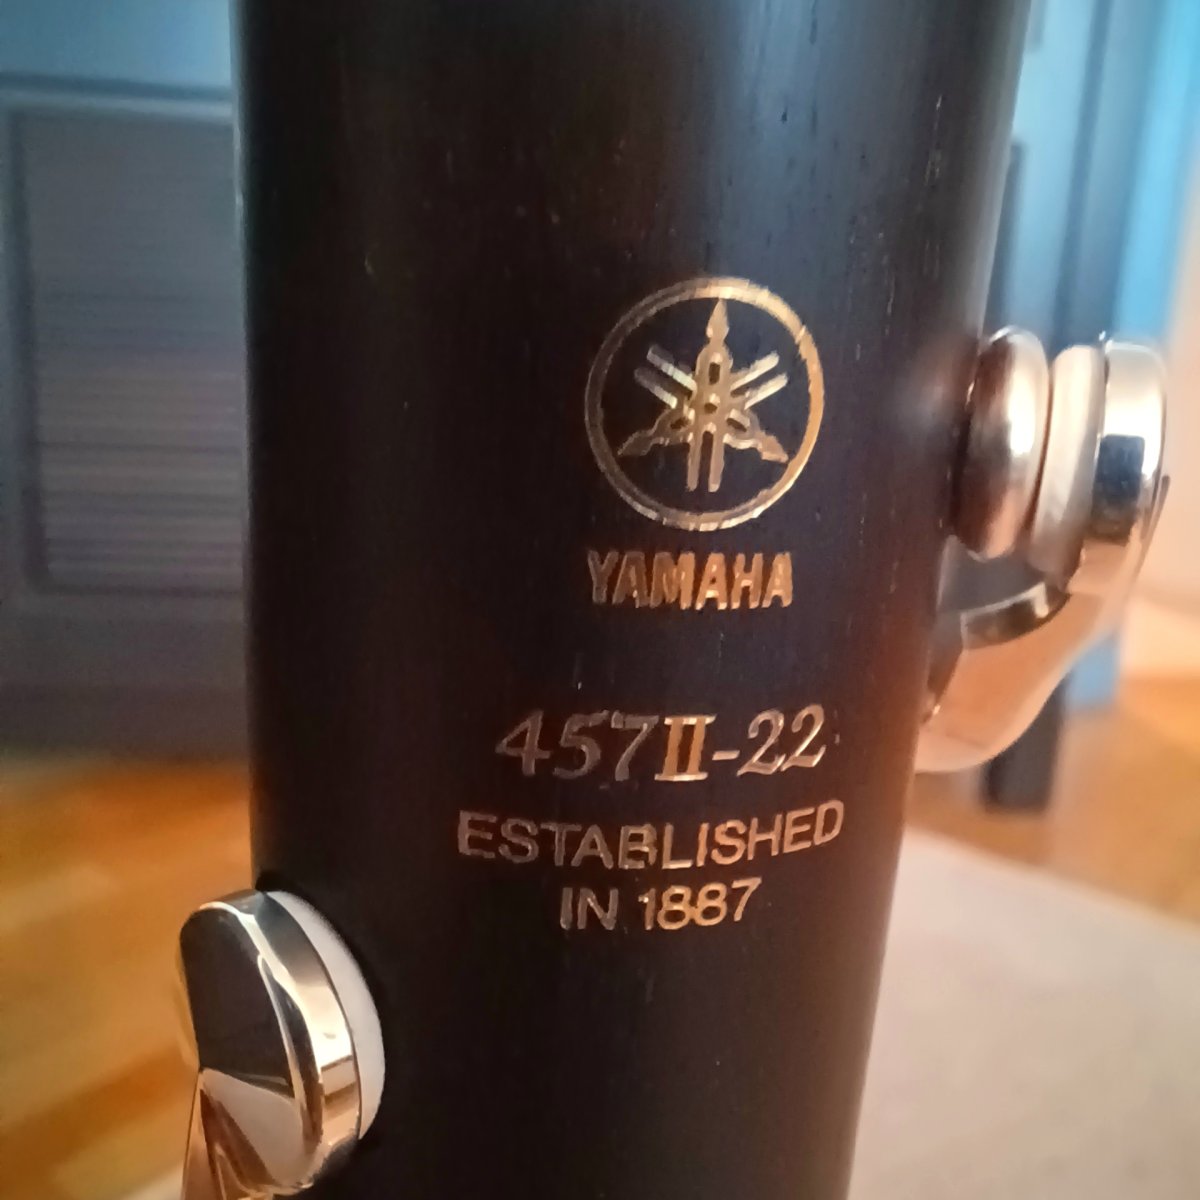 YAMAHA
457II-22
ESTABLISHED
IN 1887